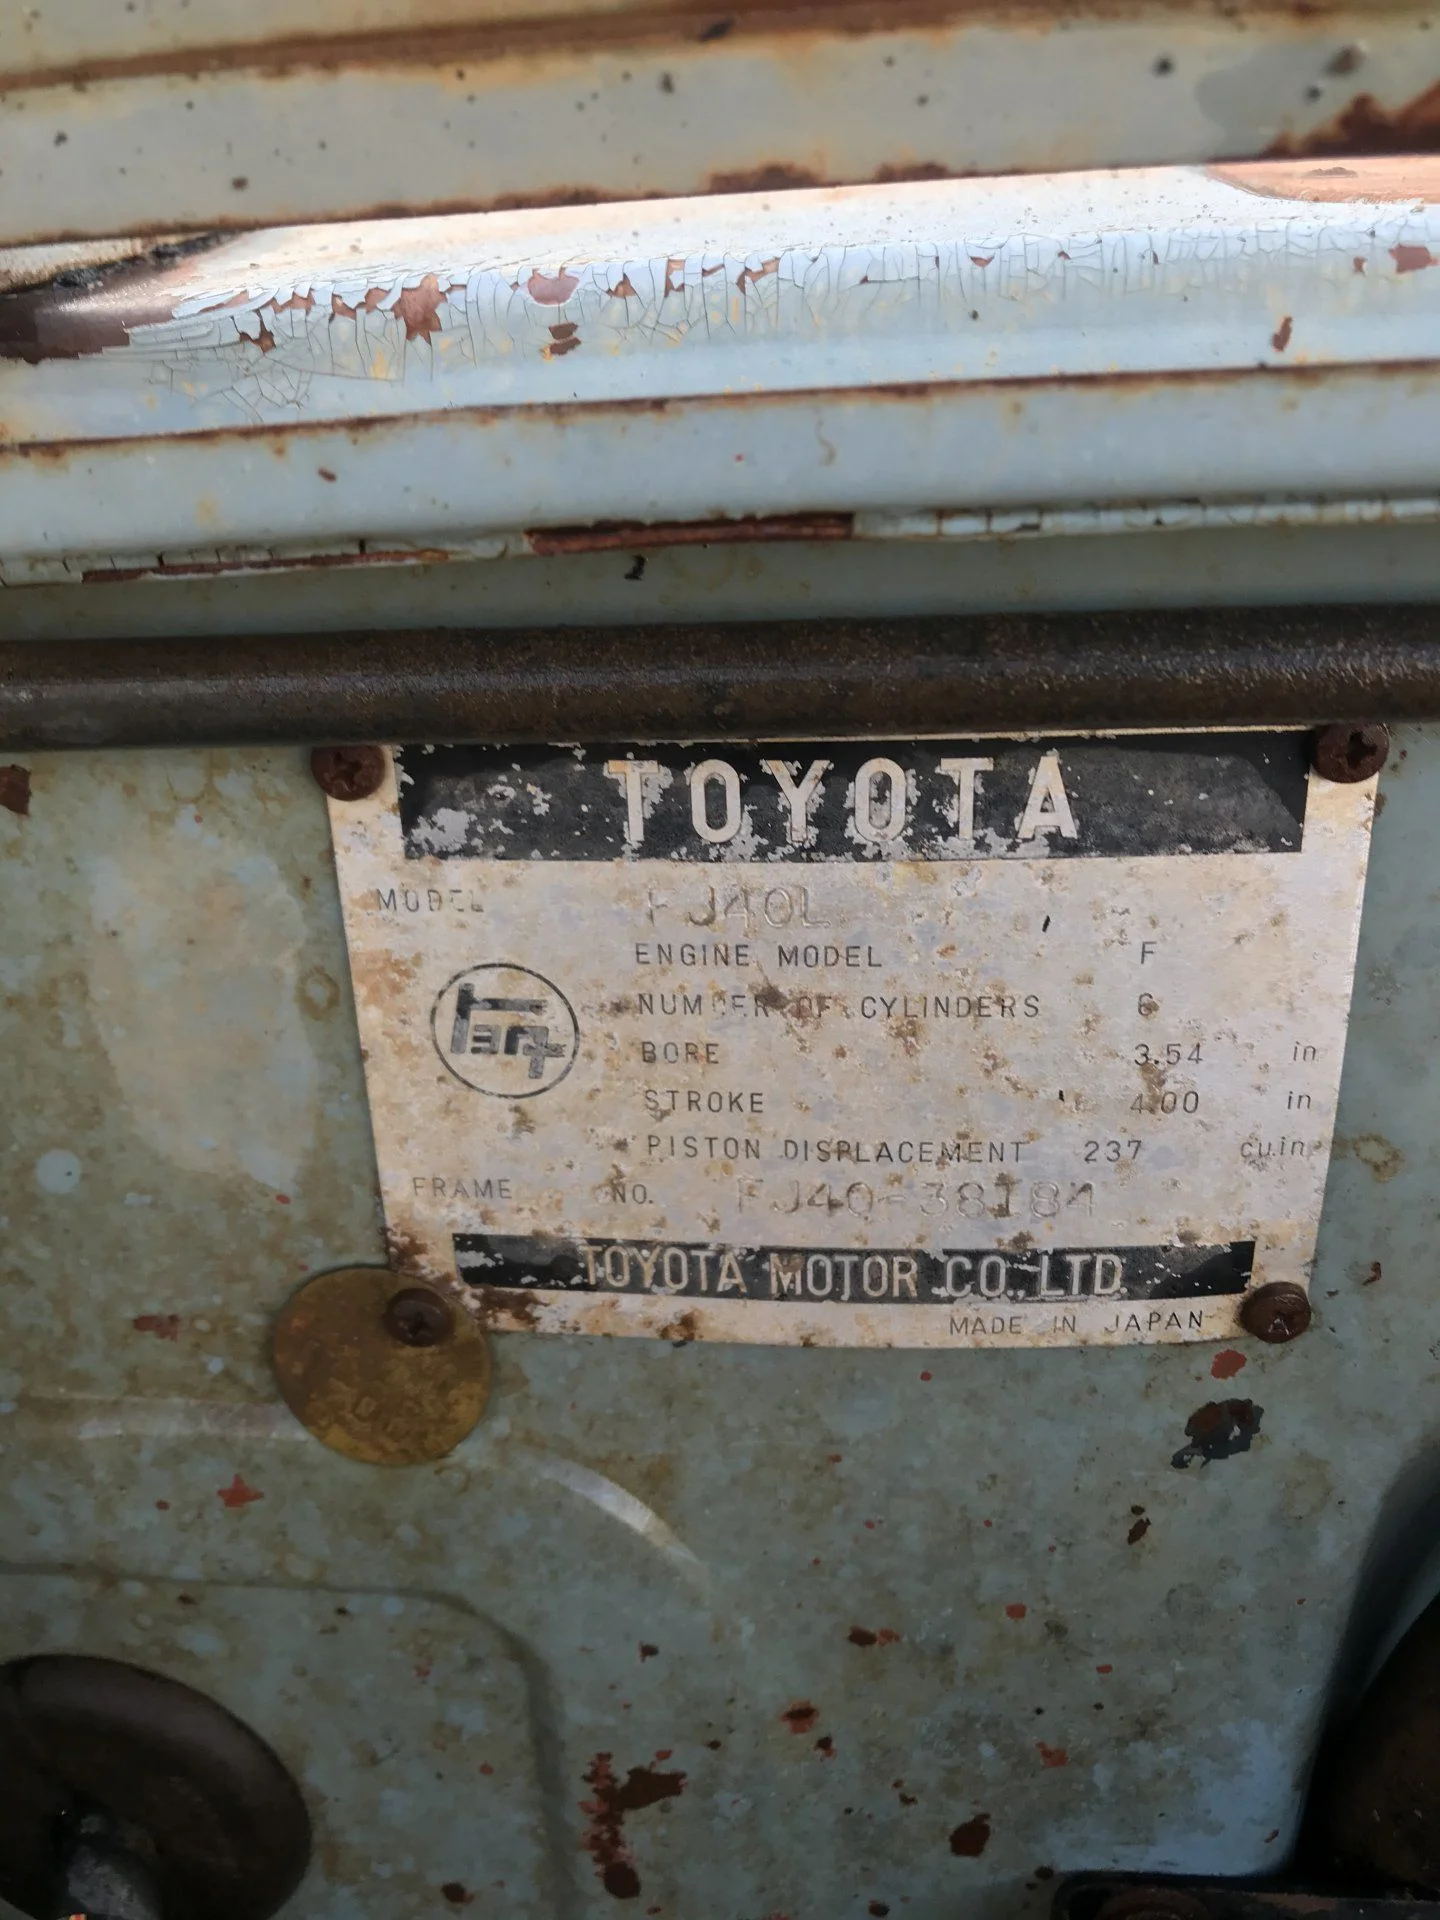 TOYOTA
MODEL FJ40L
ENGINE MODEL F
NUMBER OF CYLINDERS 6
BORE 3.54 in
STROKE 4.00 in
PISTON DISPLACEMENT 237 cu.in
FRAME NO. FJ40-38184
TOYOTA MOTOR CO., LTD.
MADE IN JAPAN